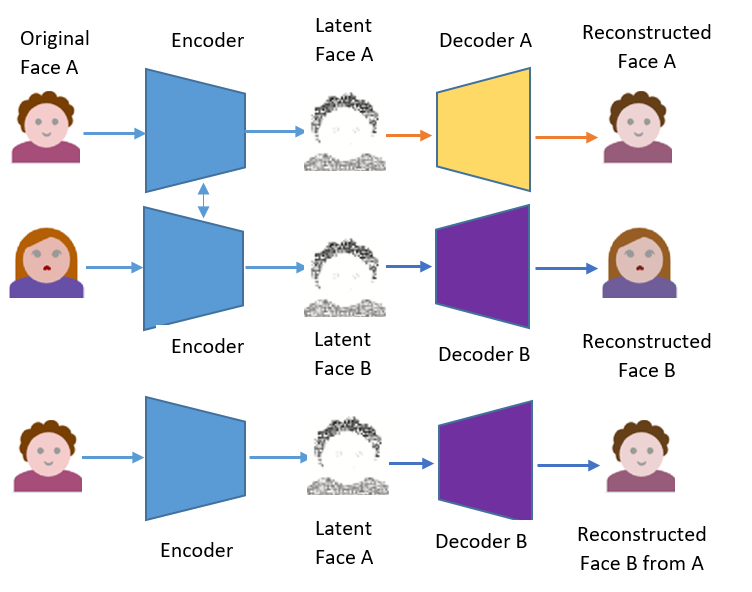 Original
Face A
Encoder
Latent
Face A
Decoder A
Reconstructed
Face A
Encoder
Latent
Face B
Decoder B
Reconstructed
Face B
Encoder
Latent
Face A
Decoder B
Reconstructed
Face B from A